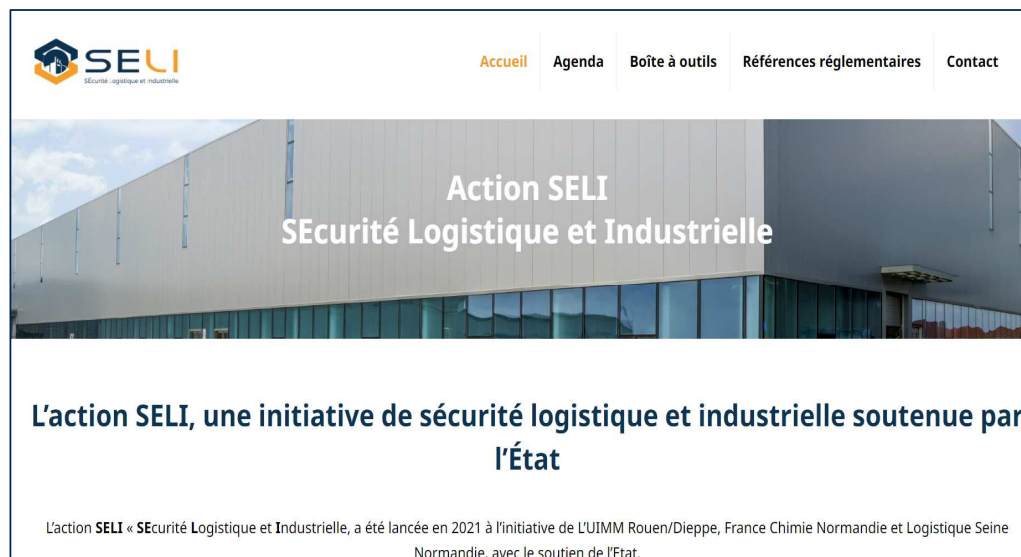 SELI
SÉcurité Logistique et Industrielle
Accueil
Agenda
Boîte à outils
Références réglementaires
Contact
Action SELI
SEcurité Logistique et Industrielle
L'action SELI, une initiative de sécurité logistique et industrielle soutenue par
l'État
L'action SELI « SEcurité Logistique et Industrielle, a été lancée en 2021 à l'initiative de L'UIMM Rouen/Dieppe, France Chimie Normandie et Logistique Seine
Normandie, avec le soutien de l'Etat.